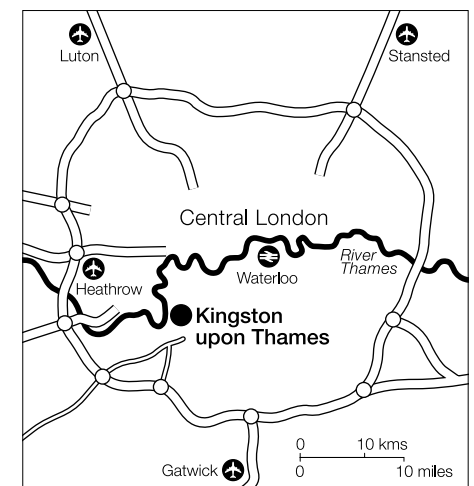 Luton
Stansted
Central London
River
Thames
Waterloo
Heathrow
Kingston
upon Thames
0 10 kms
Gatwick
0 10 miles